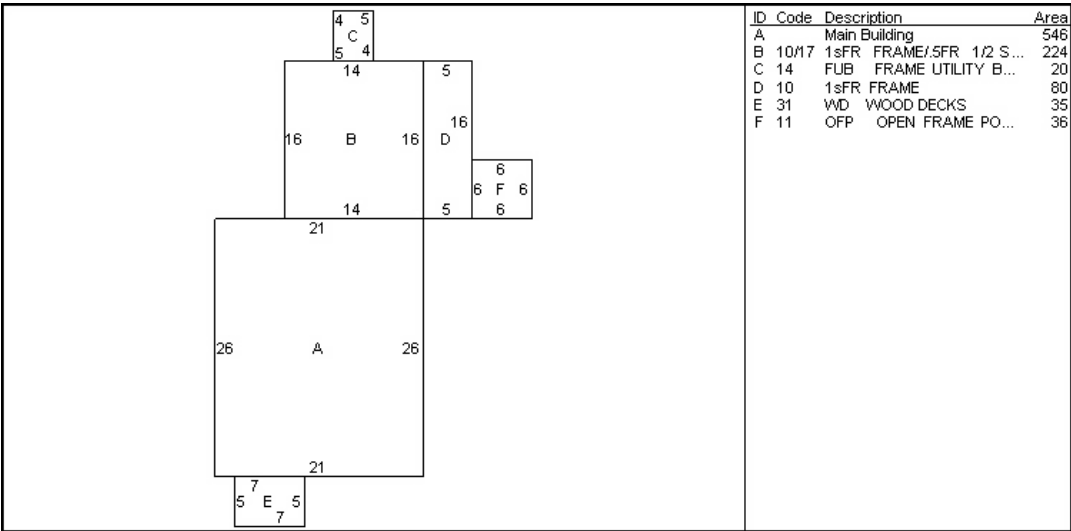 4 5
C
5 4
14 5
16 B 16 16 D
6
6 F 6
14 5 6
21
26 A 26
21
7
5 E 5
7
ID Code Description Area
A Main Building 546
B 10/17 1sFR FRAME/.5FR 1/2 S... 224
C 14 FUB FRAME UTILITY B... 20
D 10 1sFR FRAME 80
E 31 WD WOOD DECKS 35
F 11 OFP OPEN FRAME PO... 36